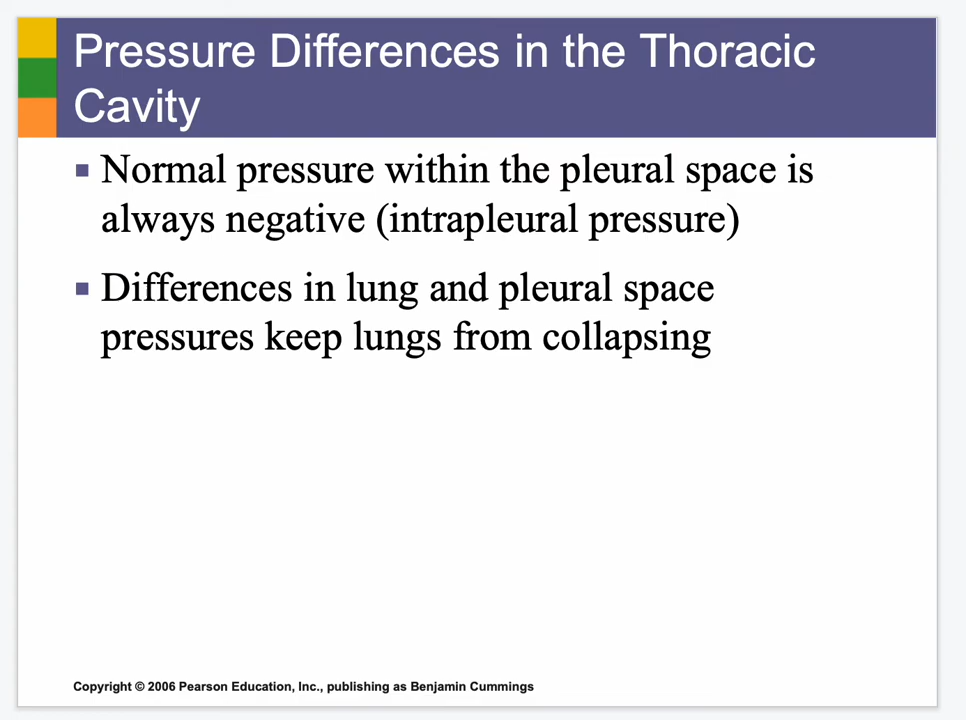 Pressure Differences in the Thoracic
Cavity
Normal pressure within the pleural space is
always negative (intrapleural pressure)
Differences in lung and pleural space
pressures keep lungs from collapsing
Copyright © 2006 Pearson Education, Inc., publishing as Benjamin Cummings